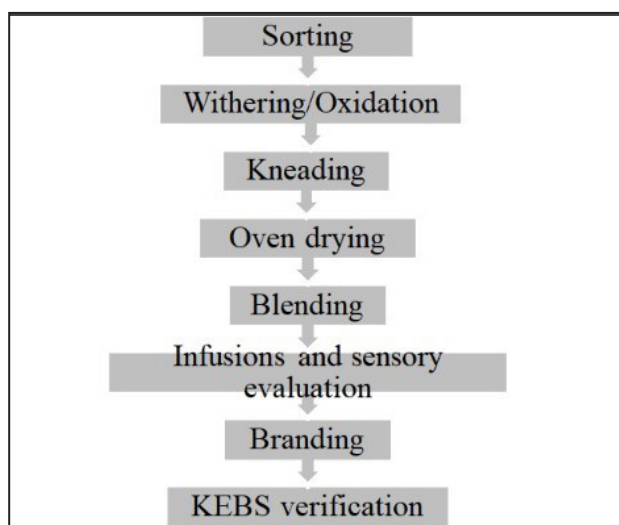 Sorting
Withering/Oxidation
Kneading
Oven drying
Blending
Infusions and sensory
evaluation
Branding
KEBS verification